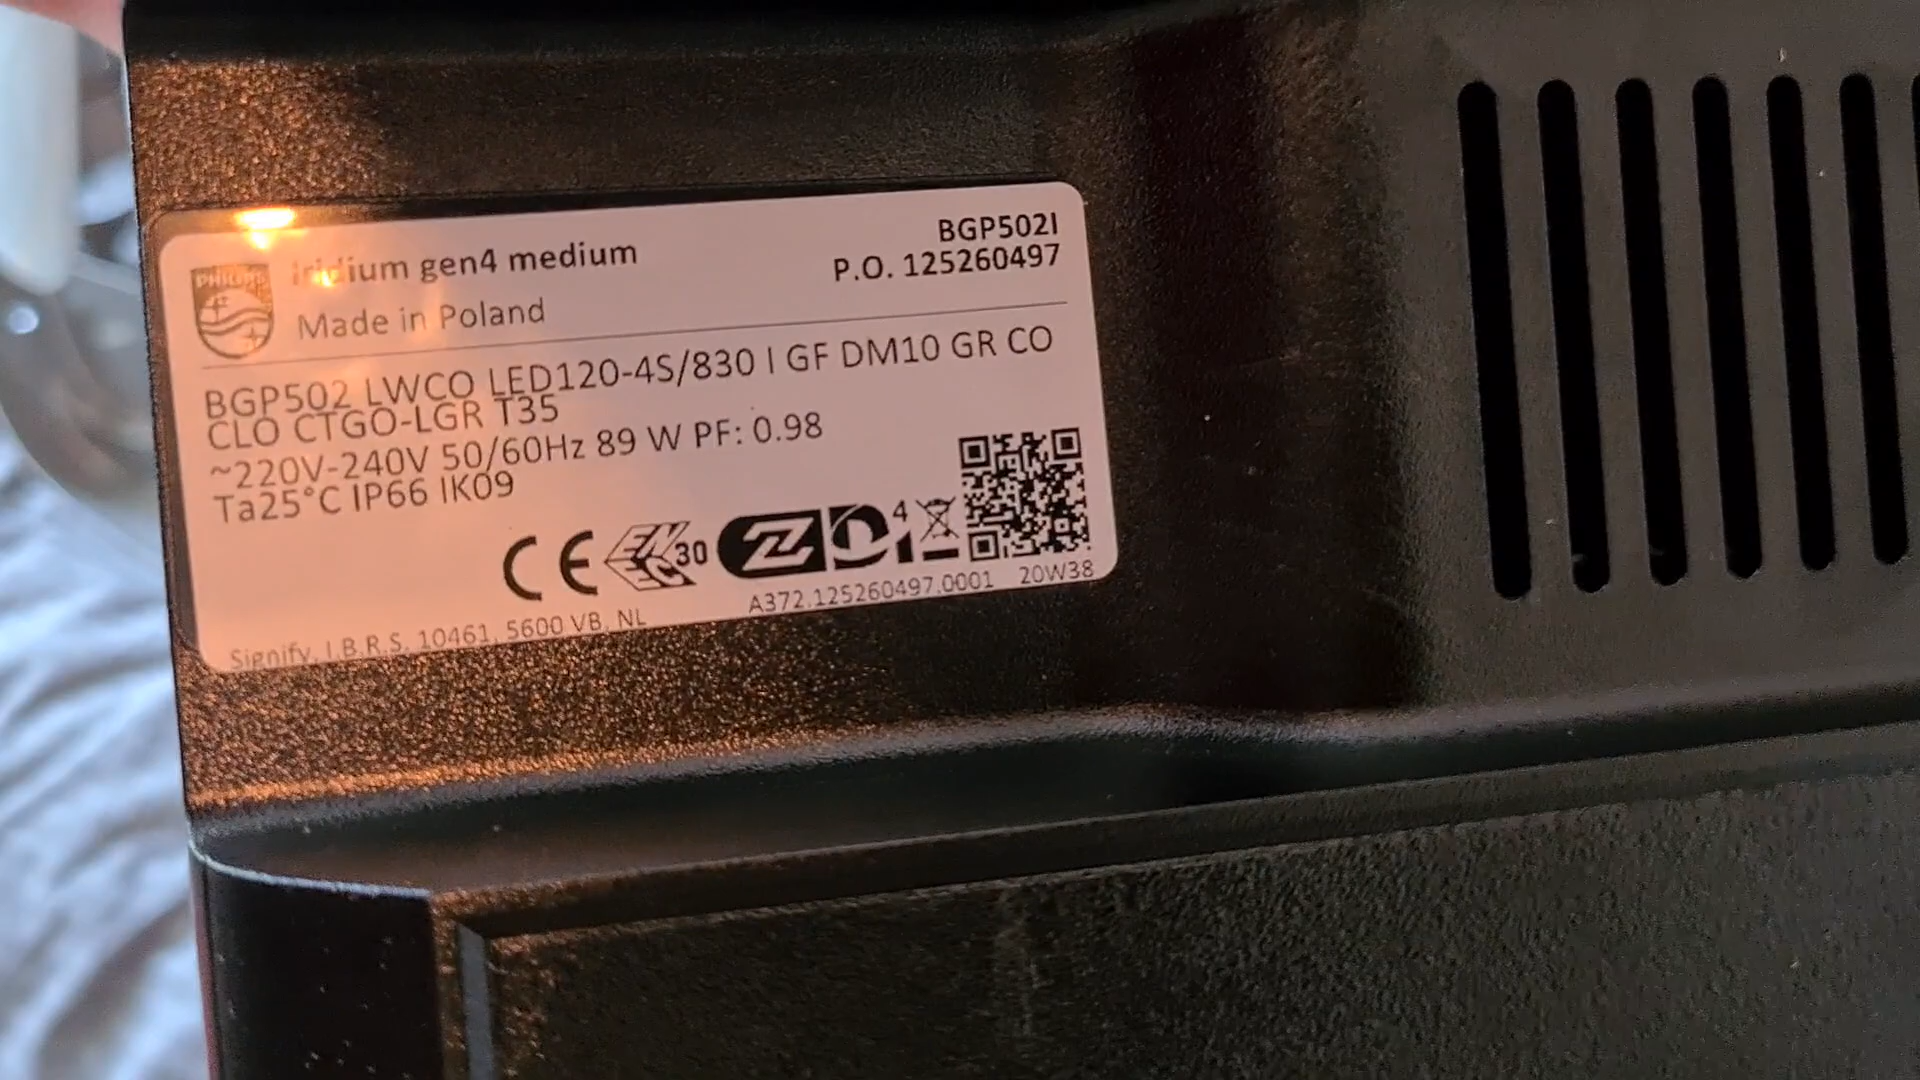 PHILIPS
Iridium gen4 medium
BGP502I
P.O. 125260497
Made in Poland
BGP502 LWCO LED120-4S/830 I GF DM10 GR CO
CLO CTGO-LGR T35
~220V-240V 50/60Hz 89 W PF: 0.98
Ta25°C IP66 IK09
CE ENEC 30 ZD4i
A372.125260497.0001 20W38
Signify, I.B.R.S. 10461, 5600 VB, NL